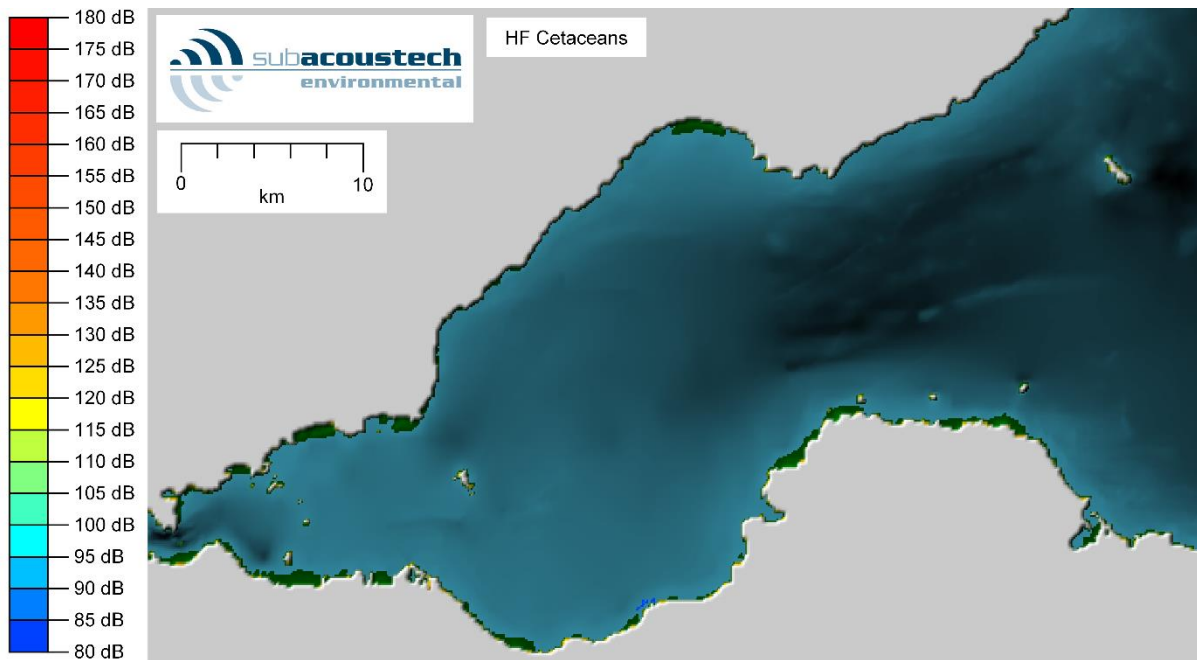 180 dB
175 dB
170 dB
165 dB
160 dB
155 dB
150 dB
145 dB
140 dB
135 dB
130 dB
125 dB
120 dB
115 dB
110 dB
105 dB
100 dB
95 dB
90 dB
85 dB
80 dB
subacoustech
environmental
HF Cetaceans
0 10
km